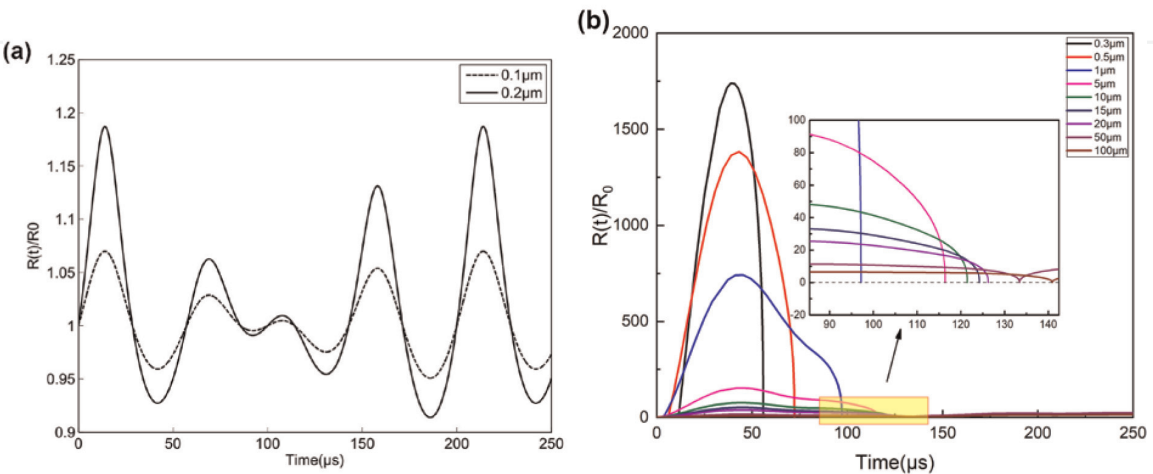 (a)
1.25
1.2
1.15
1.1
1.05
1
0.95
0.9
R(t)/R0
0 50 100 150 200 250
Time(µs)
0.1µm
0.2µm
(b)
2000
1500
1000
500
0
R(t)/R0
0 50 100 150 200 250
Time(µs)
0.3µm
0.5µm
1µm
5µm
10µm
15µm
20µm
50µm
100µm
100
80
60
40
20
0
-20
90 100 110 120 130 140